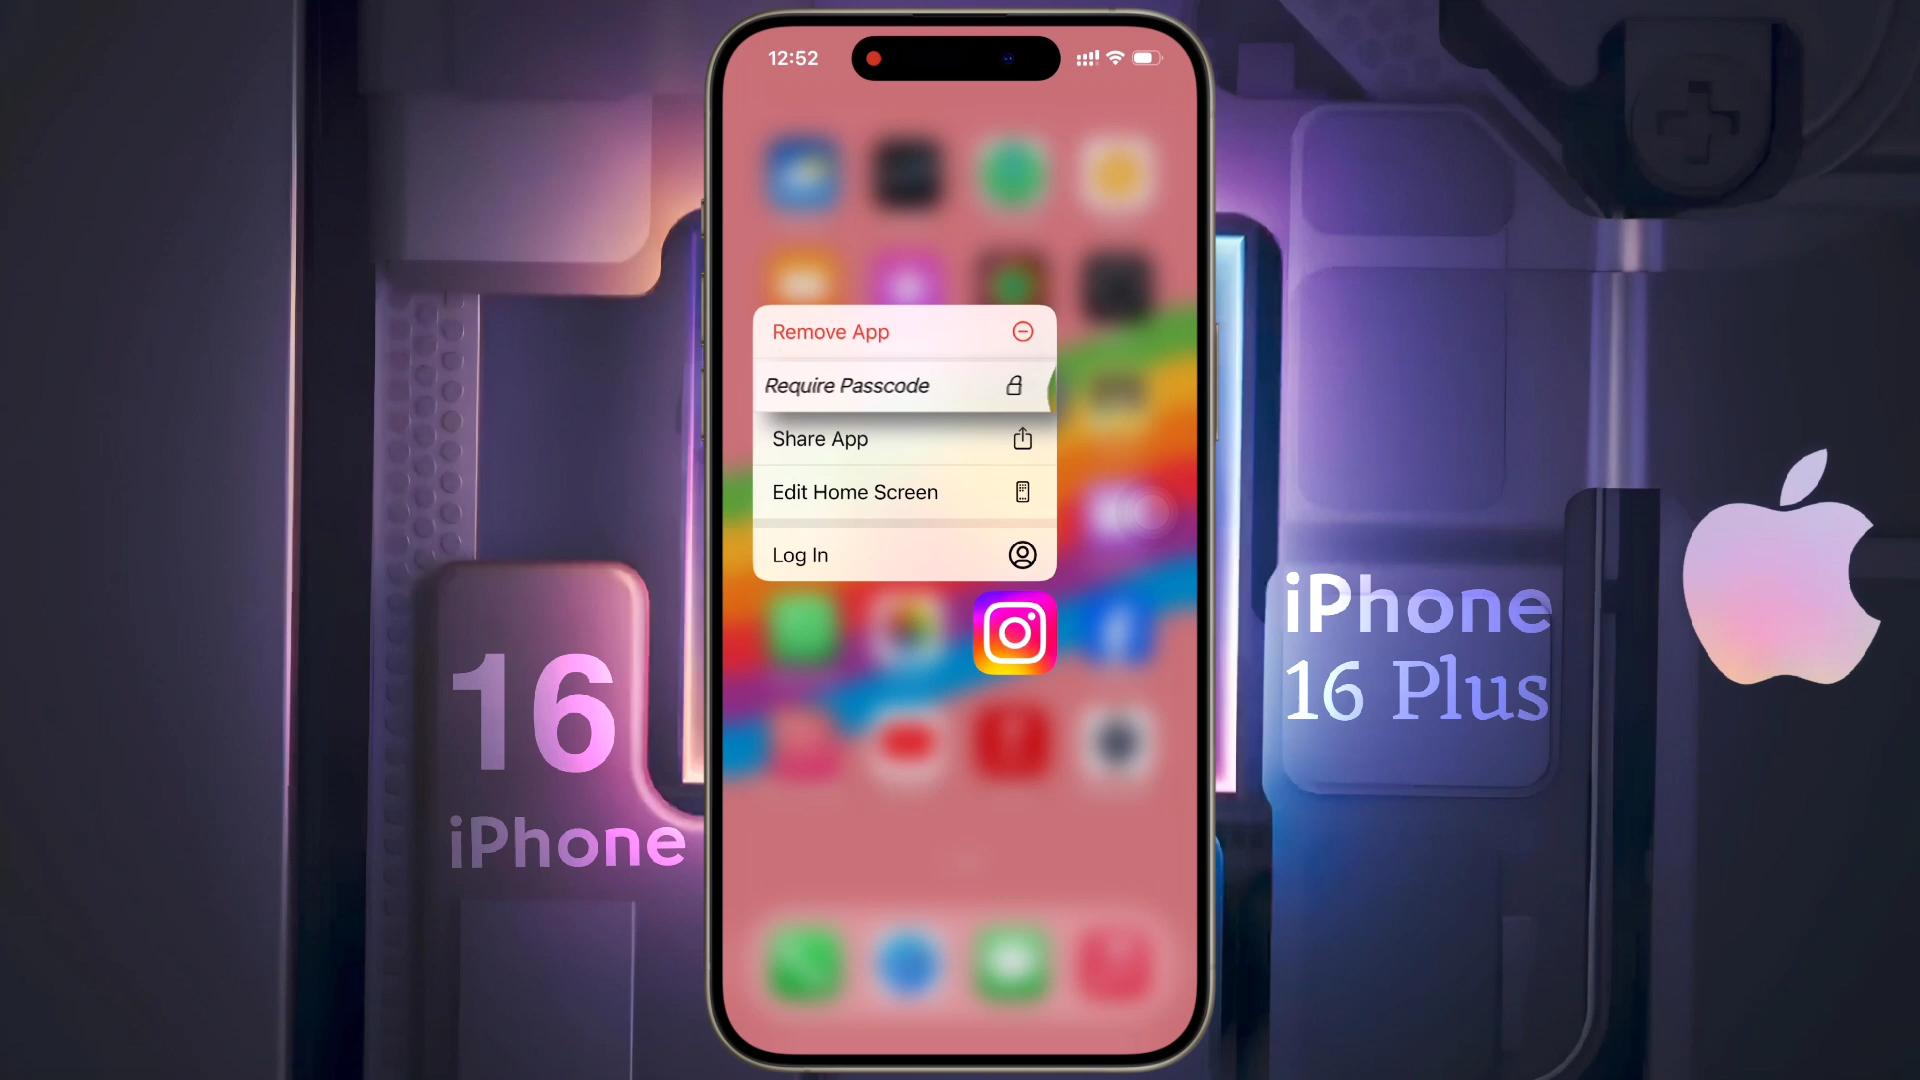 12:52
Remove App
Require Passcode
Share App
Edit Home Screen
Log In
16
iPhone
iPhone
16 Plus